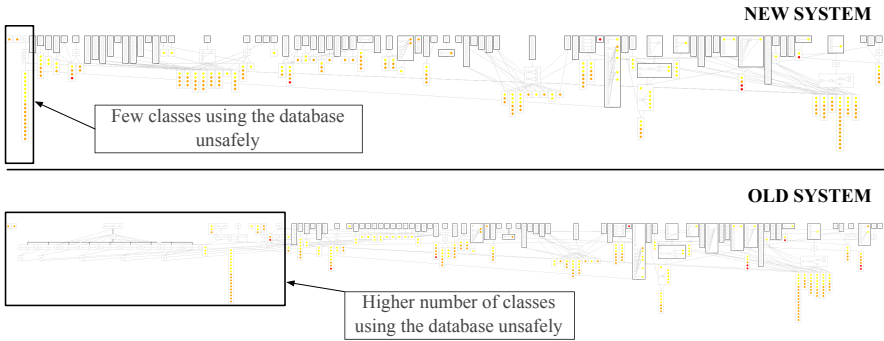 NEW SYSTEM
Few classes using the database
unsafely
OLD SYSTEM
Higher number of classes
using the database unsafely